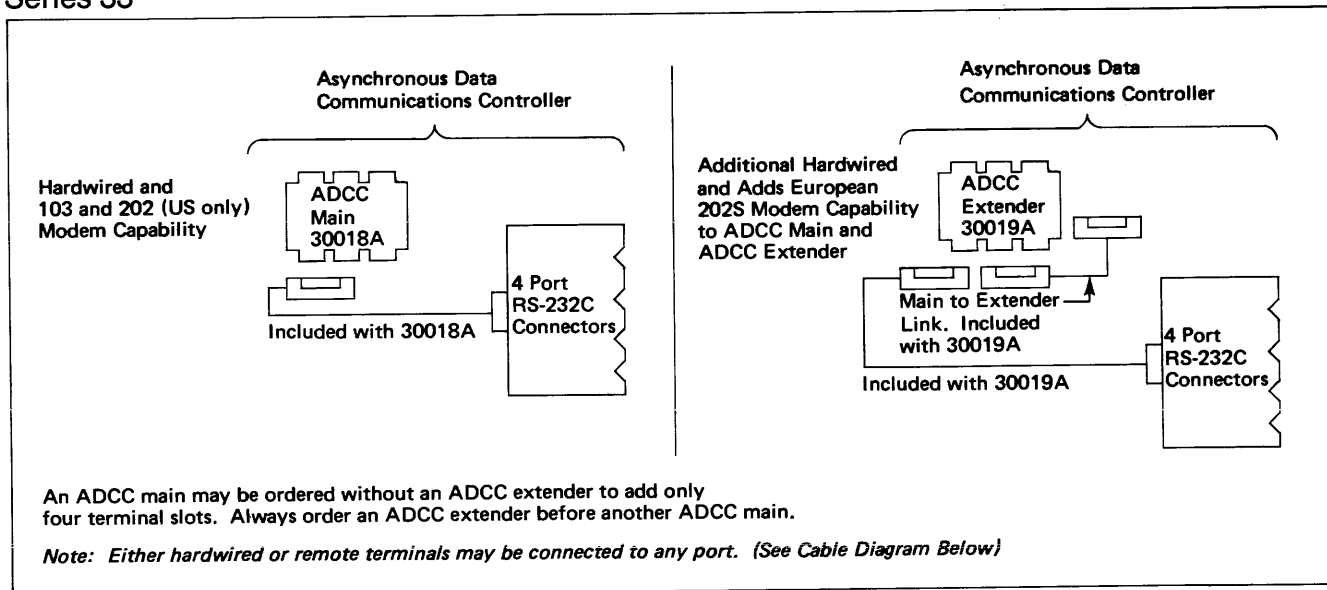 Series 33
Asynchronous Data
Communications Controller
Hardwired and
103 and 202 (US only)
Modem Capability
ADCC
Main
30018A
4 Port
RS-232C
Connectors
Included with 30018A
Asynchronous Data
Communications Controller
Additional Hardwired
and Adds European
202S Modem Capability
to ADCC Main and
ADCC Extender
ADCC
Extender
30019A
Main to Extender
Link. Included
with 30019A
Included with 30019A
4 Port
RS-232C
Connectors
An ADCC main may be ordered without an ADCC extender to add only
four terminal slots. Always order an ADCC extender before another ADCC main.
Note: Either hardwired or remote terminals may be connected to any port. (See Cable Diagram Below)